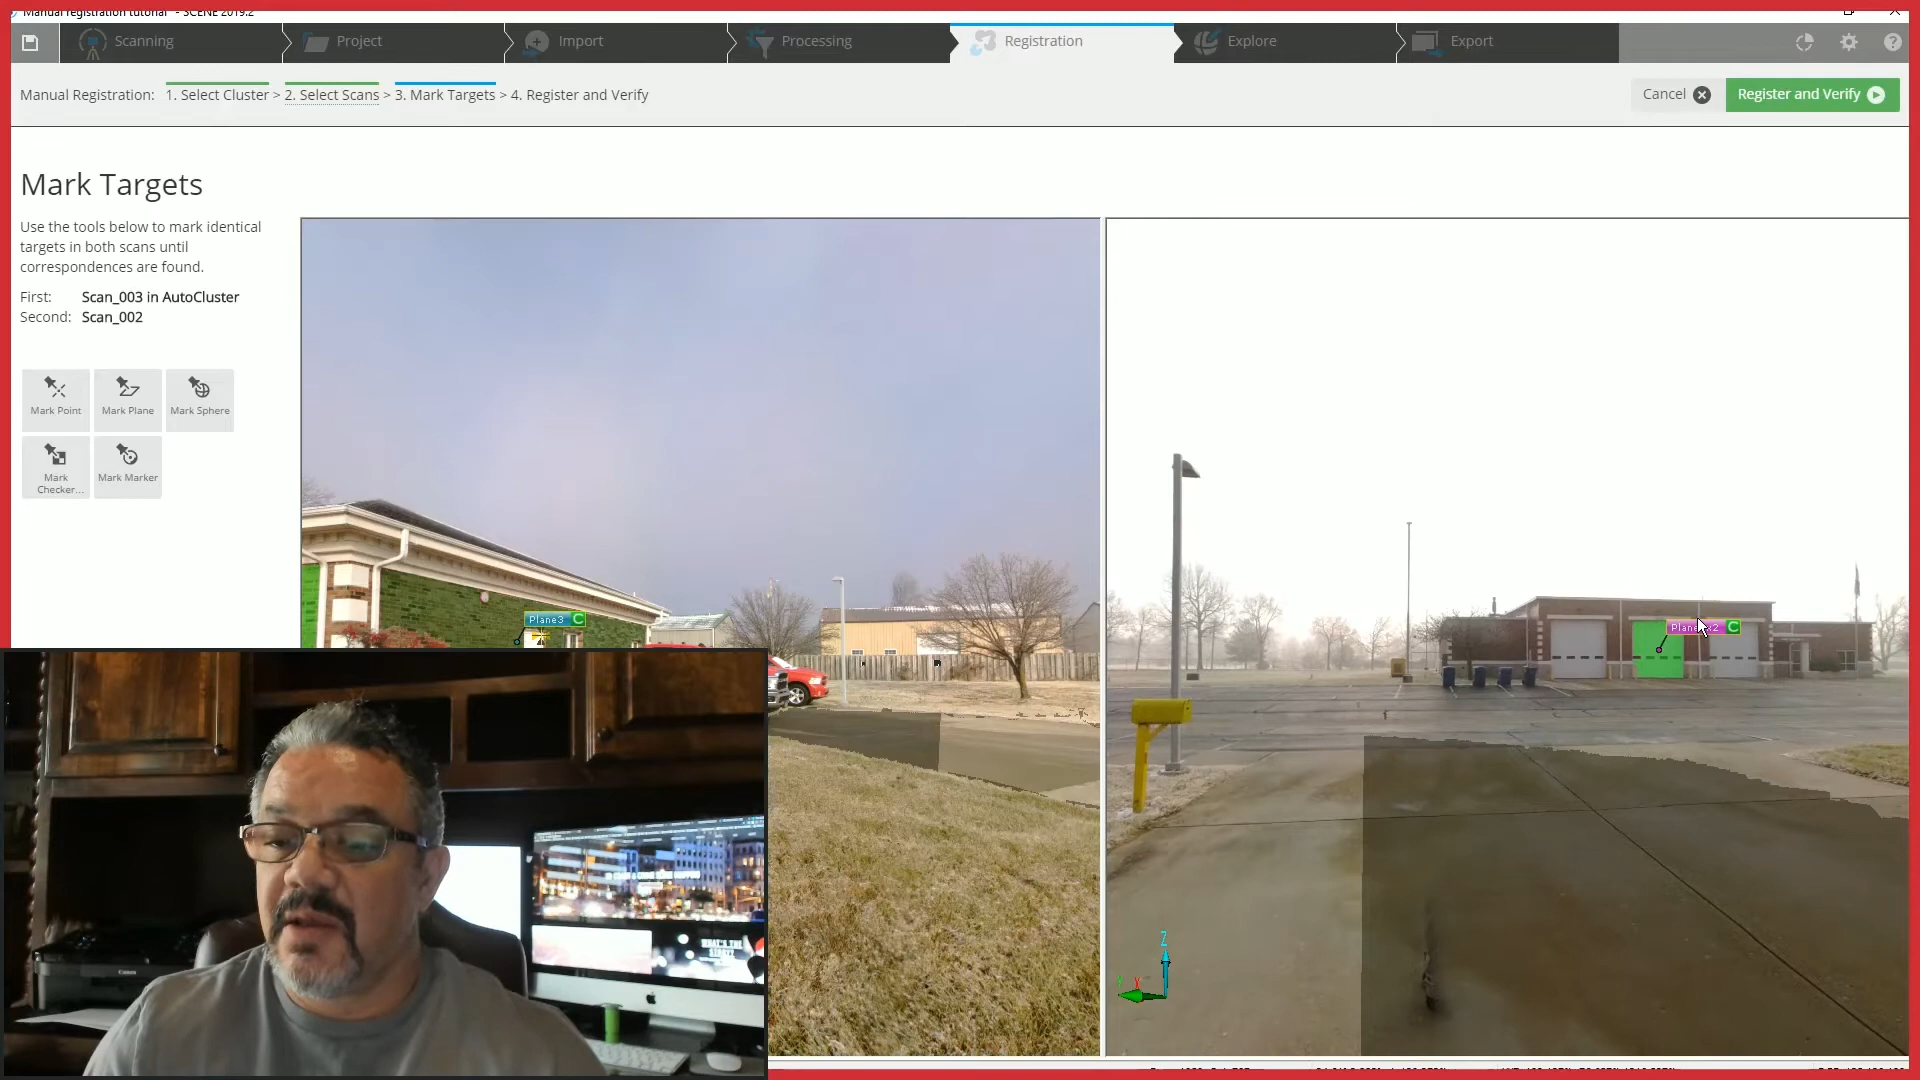 Manual registration tutorial - SCENE 2019.2
Scanning
Project
Import
Processing
Registration
Explore
Export
Manual Registration: 1. Select Cluster > 2. Select Scans > 3. Mark Targets > 4. Register and Verify
Cancel
Register and Verify
Mark Targets
Use the tools below to mark identical
targets in both scans until
correspondences are found.
First: Scan_003 in AutoCluster
Second: Scan_002
Mark Point
Mark Plane
Mark Sphere
Mark
Checker...
Mark Marker
Plane3 C
C
Z
Y
Canon
WHAT'S THE